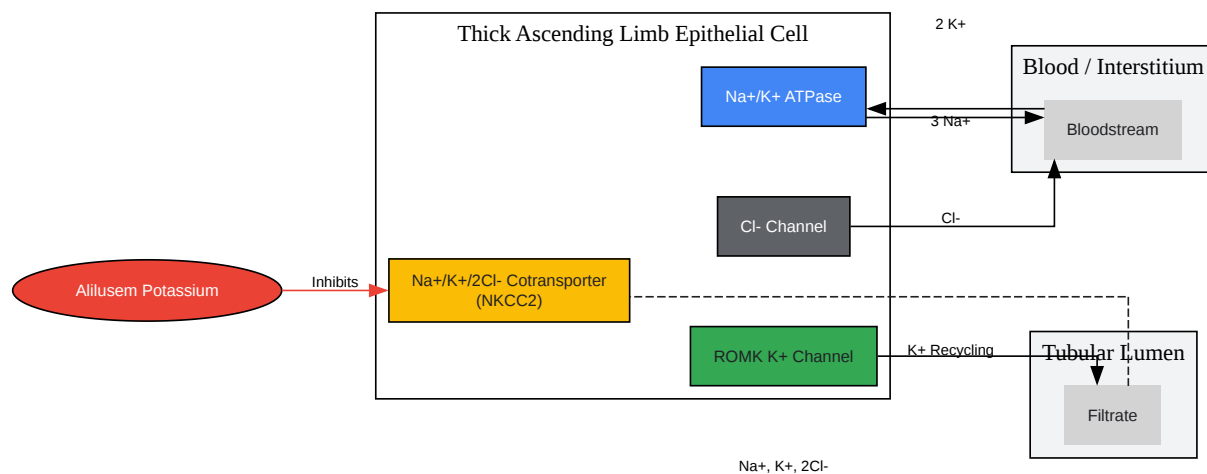 2 K+
Thick Ascending Limb Epithelial Cell
Blood / Interstitium
Na+/K+ ATPase
3 Na+
Bloodstream
Cl- Channel
Cl-
Alilusem Potassium
Inhibits
Na+/K+/2Cl- Cotransporter
(NKCC2)
ROMK K+ Channel
K+ Recycling
Tubular Lumen
Filtrate
Na+, K+, 2Cl-